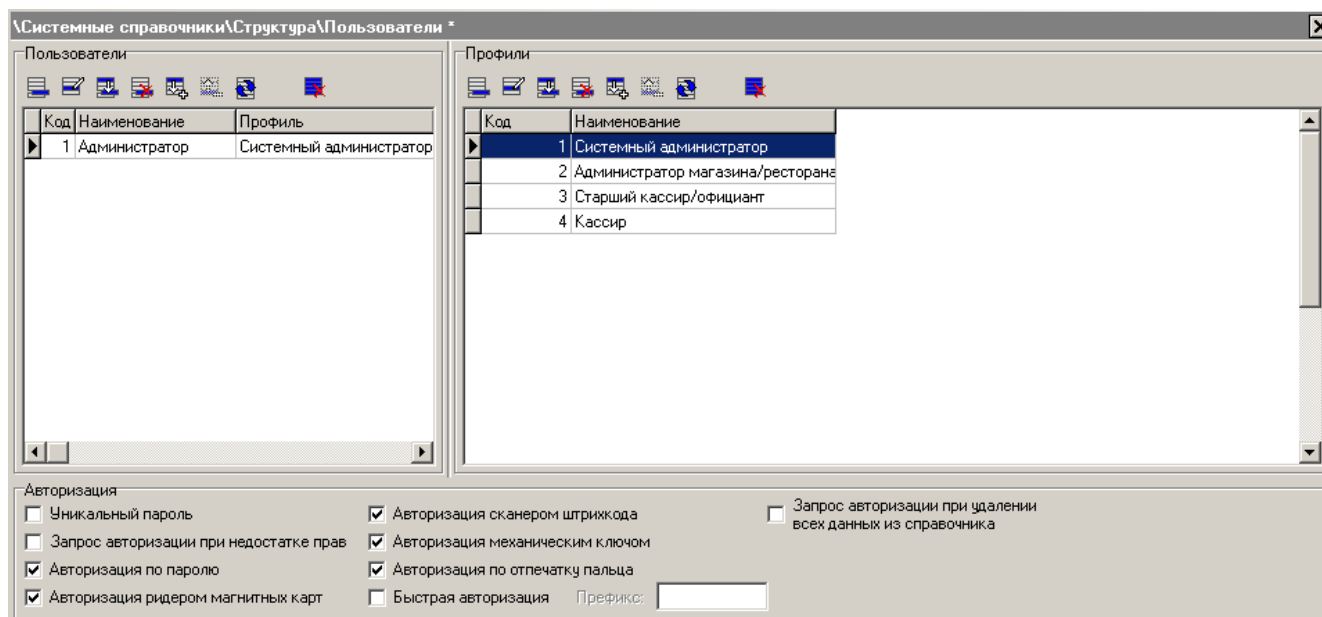 \Системные справочники\Структура\Пользователи *
Пользователи
Код Наименование Профиль
1 Администратор Системный администратор
Профили
Код Наименование
1 Системный администратор
2 Администратор магазина/ресторана
3 Старший кассир/официант
4 Кассир
Авторизация
Уникальный пароль
Запрос авторизации при недостатке прав
Авторизация по паролю
Авторизация ридером магнитных карт
Авторизация сканером штрихкода
Авторизация механическим ключом
Авторизация по отпечатку пальца
Быстрая авторизация Префикс:
Запрос авторизации при удалении
всех данных из справочника